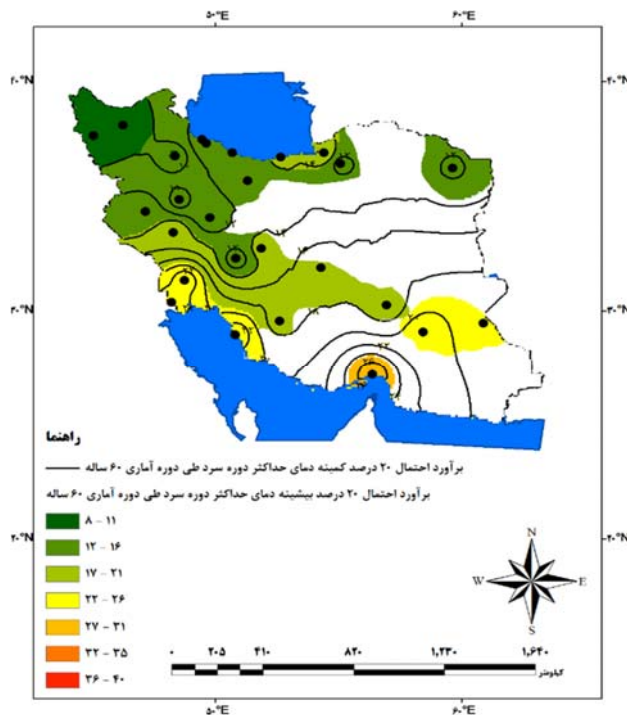 ۵۰°E ۶۰°E
۴۰°N ۴۰°N
۳۰°N ۳۰°N
۲۰°N ۲۰°N
راهنما
برآورد احتمال ۲۰ درصد کمینه دمای حداکثر دوره سرد طی دوره آماری ۶۰ ساله
برآورد احتمال ۲۰ درصد بیشینه دمای حداکثر دوره سرد طی دوره آماری ۶۰ ساله
۸ - ۱۱
۱۲ - ۱۶
۱۷ - ۲۱
۲۲ - ۲۶
۲۷ - ۳۱
۳۲ - ۳۵
۳۶ - ۴۰
N
W E
S
۰ ۲۰۵ ۴۱۰ ۸۲۰ ۱,۲۳۰ ۱,۶۴۰
کیلومتر
۵۰°E ۶۰°E